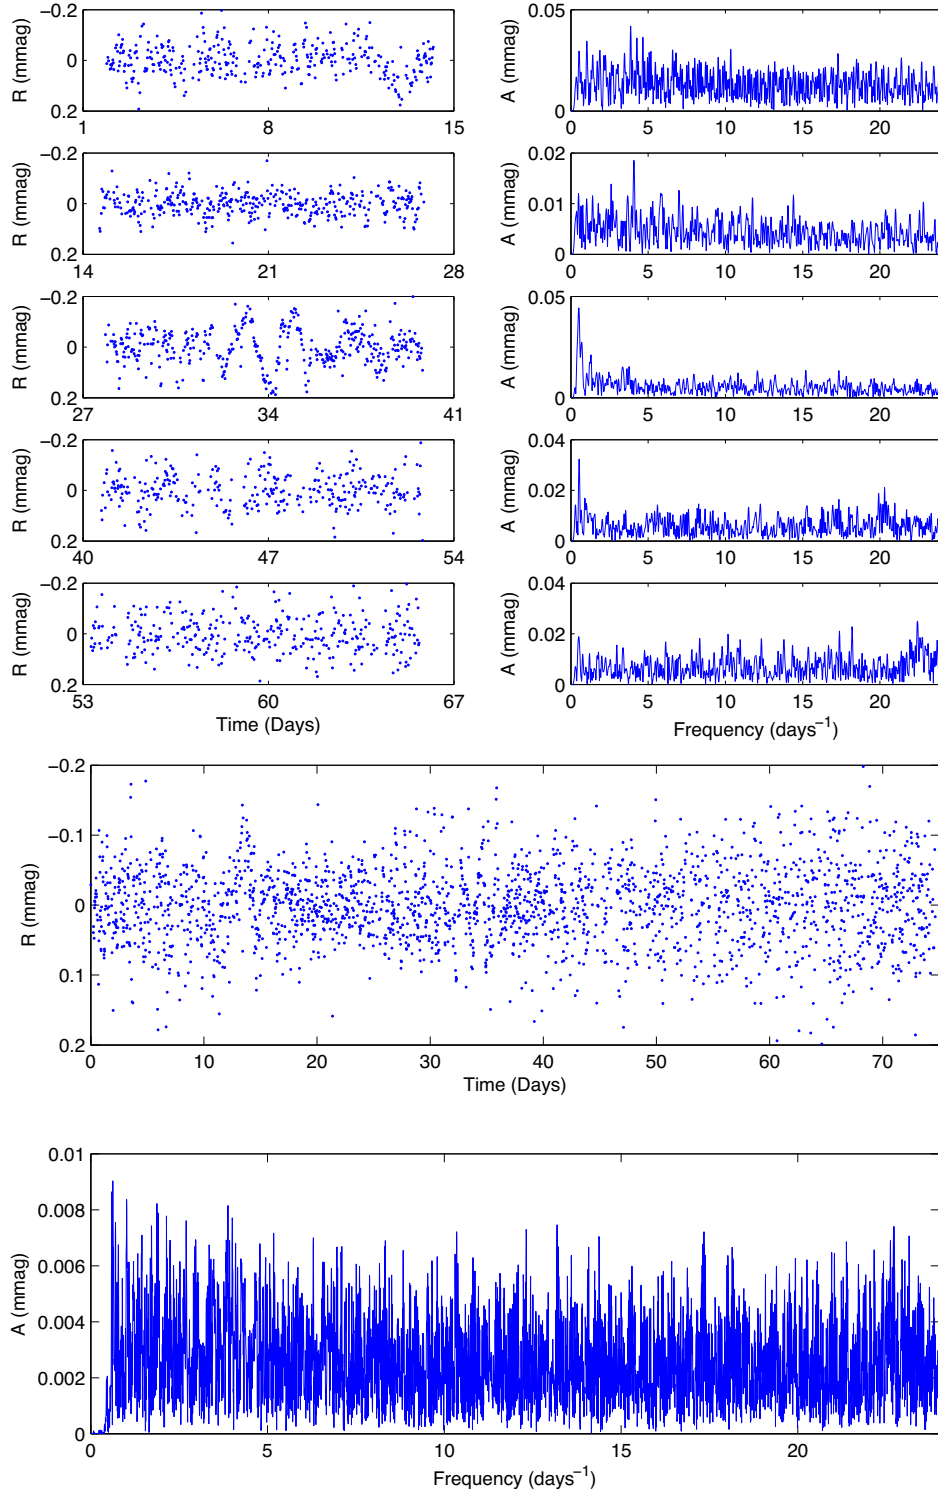 −0.2
0
0.2
R (mmag)
1 8 15
0.05
0
A (mmag)
0 5 10 15 20
−0.2
0
0.2
R (mmag)
14 21 28
0.02
0.01
0
A (mmag)
0 5 10 15 20
−0.2
0
0.2
R (mmag)
27 34 41
0.05
0
A (mmag)
0 5 10 15 20
−0.2
0
0.2
R (mmag)
40 47 54
0.04
0.02
0
A (mmag)
0 5 10 15 20
−0.2
0
0.2
R (mmag)
53 60 67
Time (Days)
0.04
0.02
0
A (mmag)
0 5 10 15 20
Frequency (days⁻¹)
−0.2
−0.1
0
0.1
0.2
R (mmag)
0 10 20 30 40 50 60 70
Time (Days)
0.01
0.008
0.006
0.004
0.002
0
A (mmag)
0 5 10 15 20
Frequency (days⁻¹)